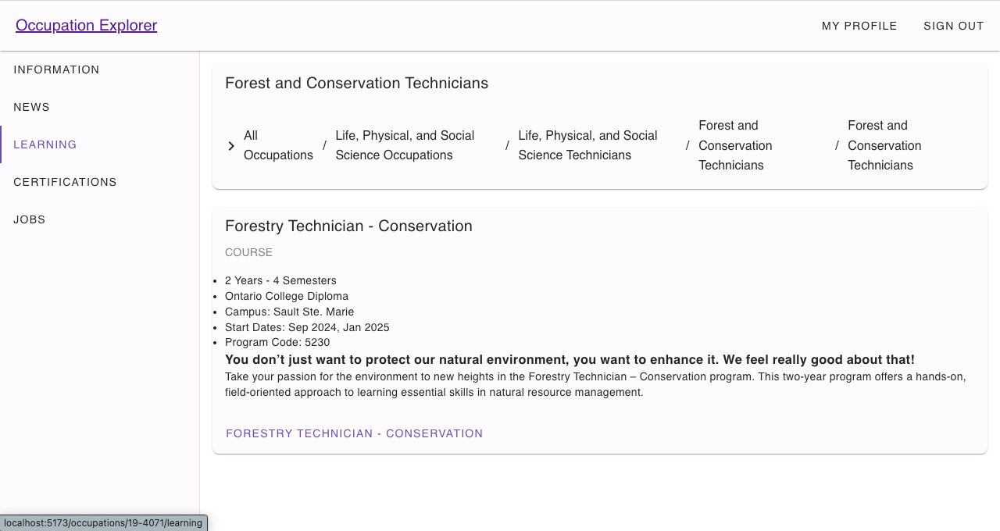 Occupation Explorer
MY PROFILE
SIGN OUT
INFORMATION
NEWS
LEARNING
CERTIFICATIONS
JOBS
Forest and Conservation Technicians
All
Occupations
/
Life, Physical, and Social
Science Occupations
/
Life, Physical, and Social
Science Technicians
/
Forest and
Conservation
Technicians
/
Forest and
Conservation
Technicians
Forestry Technician - Conservation
COURSE
• 2 Years - 4 Semesters
• Ontario College Diploma
• Campus: Sault Ste. Marie
• Start Dates: Sep 2024, Jan 2025
• Program Code: 5230
You don’t just want to protect our natural environment, you want to enhance it. We feel really good about that!
Take your passion for the environment to new heights in the Forestry Technician – Conservation program. This two-year program offers a hands-on,
field-oriented approach to learning essential skills in natural resource management.
FORESTRY TECHNICIAN - CONSERVATION
localhost:5173/occupations/19-4071/learning